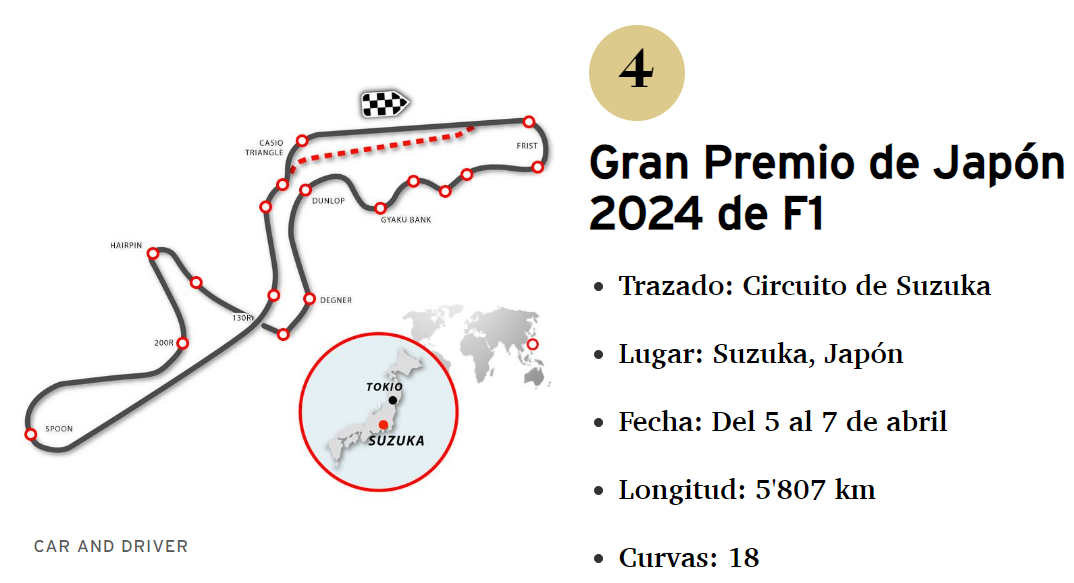 CASIO
TRIANGLE
FRIST
DUNLOP
GYAKU BANK
HAIRPIN
DEGNER
130R
200R
SPOON
TOKIO
SUZUKA
CAR AND DRIVER
4
Gran Premio de Japón
2024 de F1
• Trazado: Circuito de Suzuka
• Lugar: Suzuka, Japón
• Fecha: Del 5 al 7 de abril
• Longitud: 5'807 km
• Curvas: 18